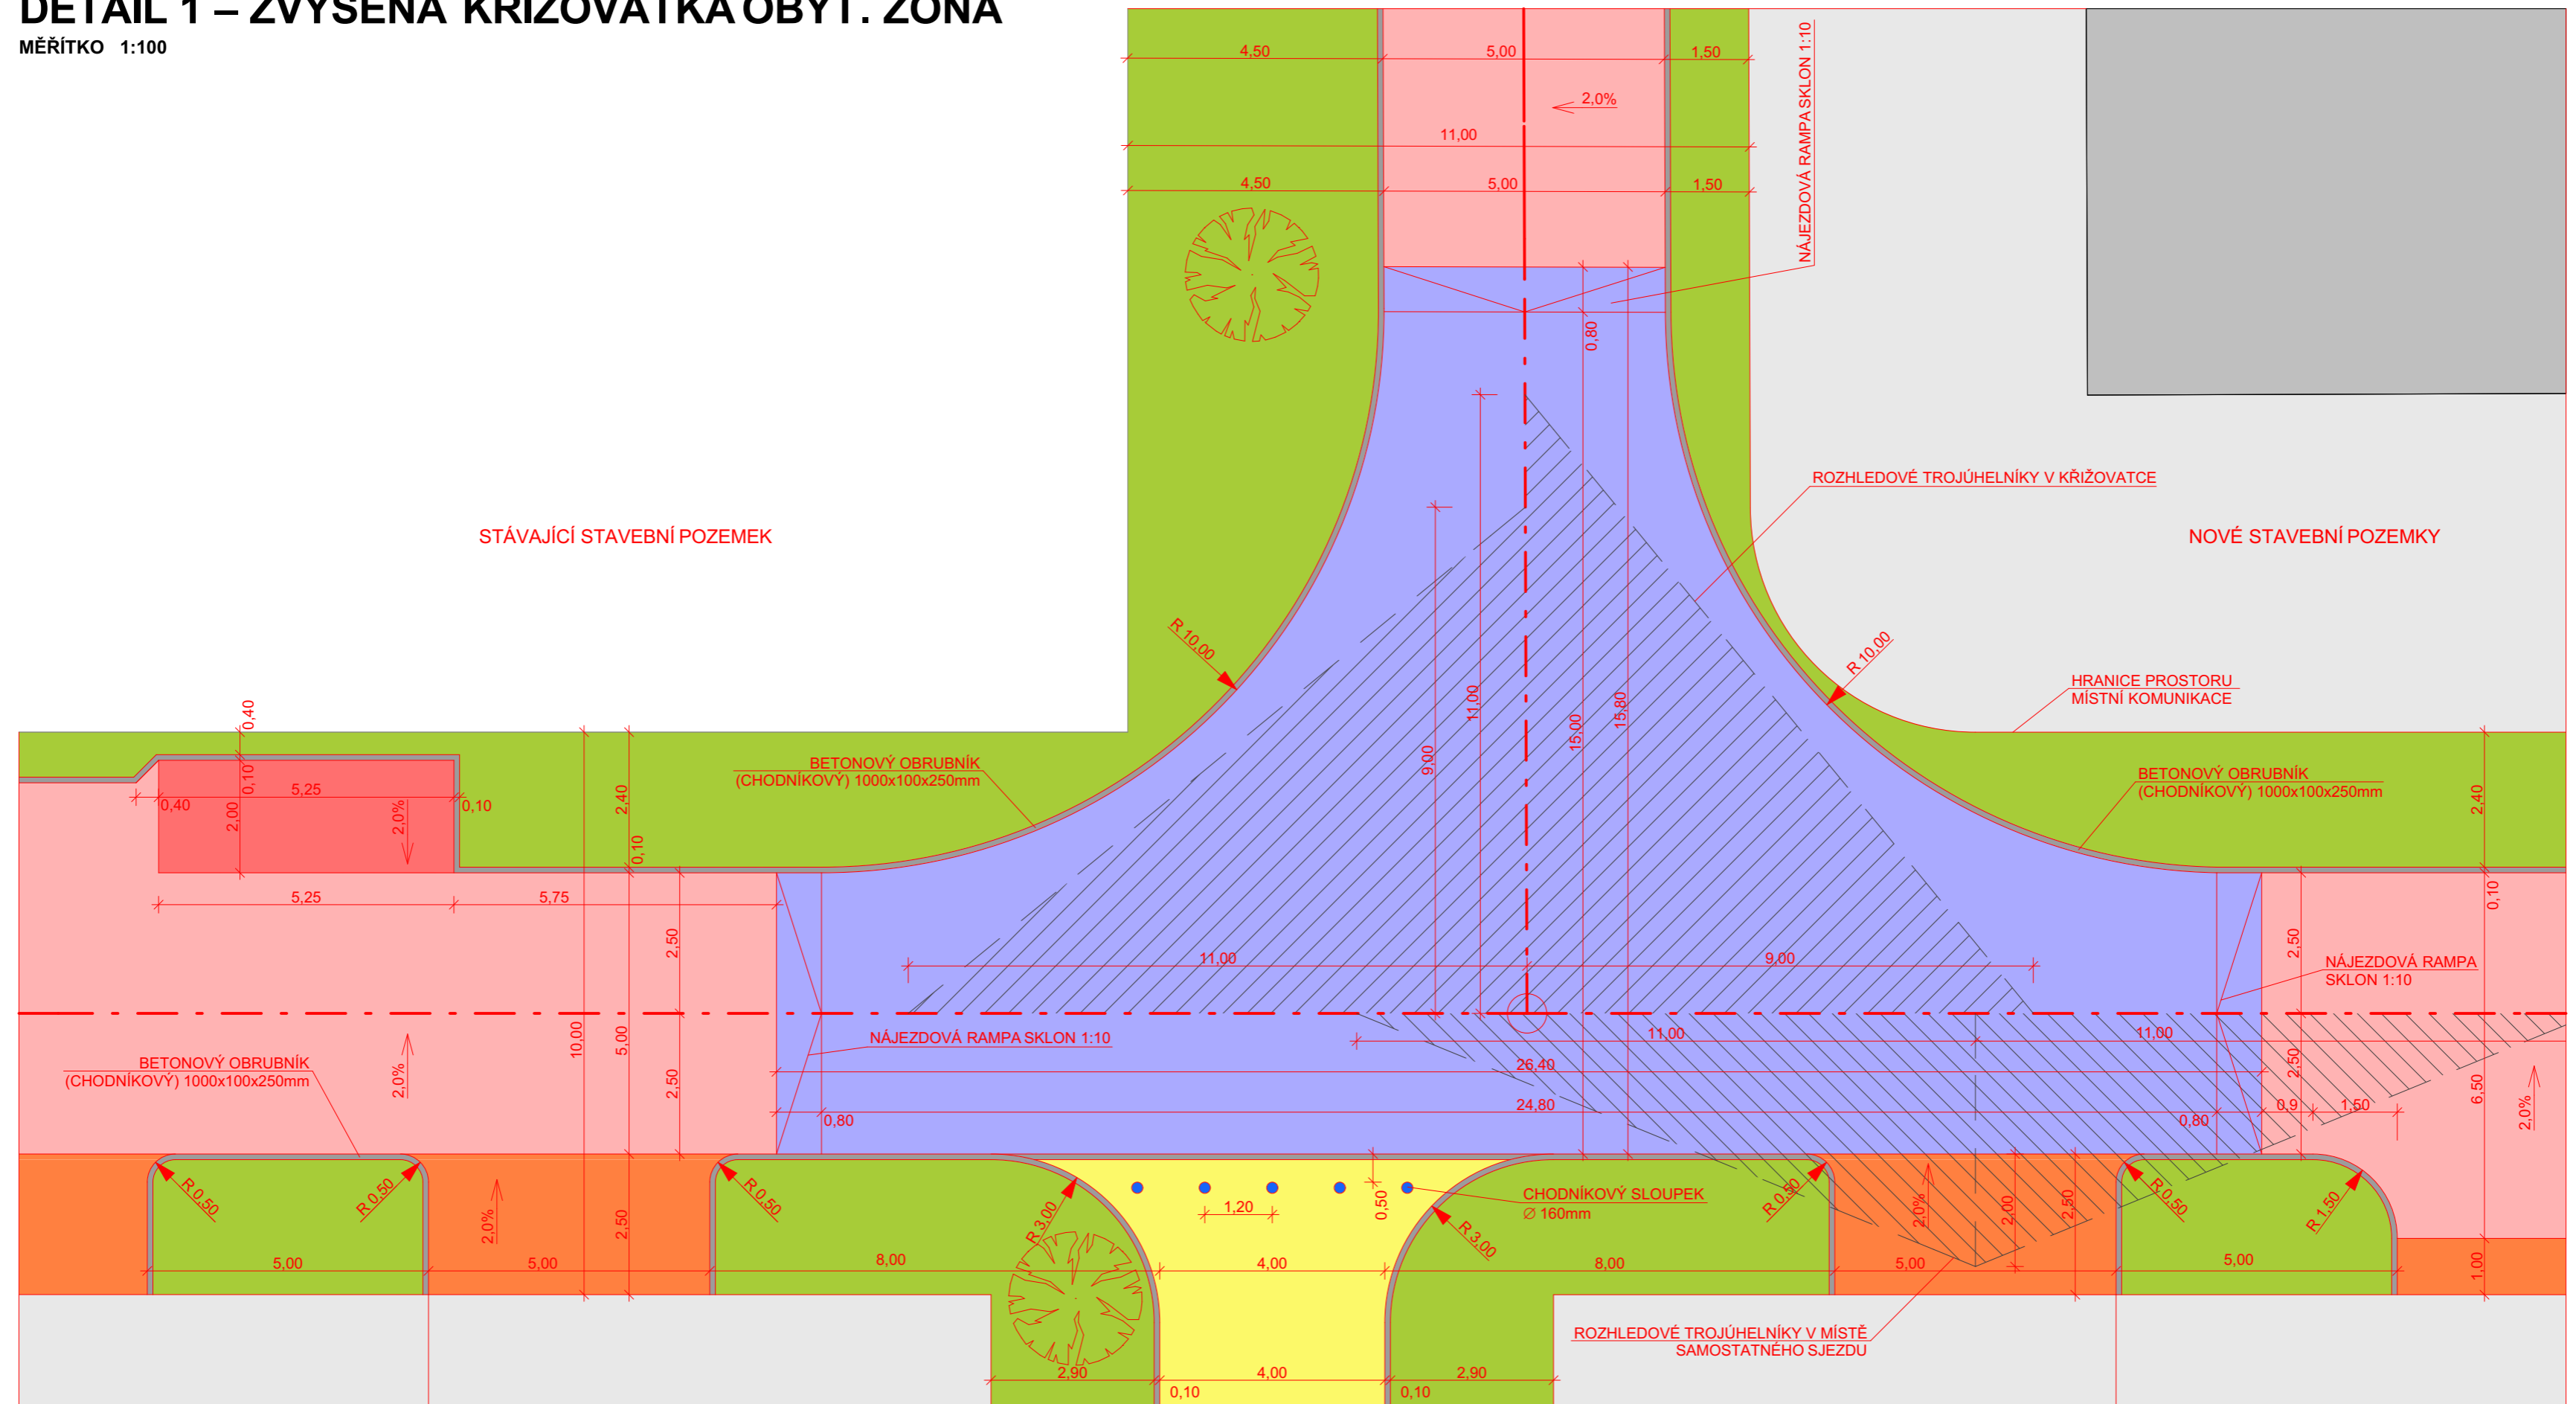 DETAIL 1 – ZVÝŠENÁ KŘIŽOVATKA OBYT. ZÓNA
MĚŘÍTKO 1:100
4,50
5,00
1,50
2,0%
11,00
4,50
5,00
1,50
NÁJEZDOVÁ RAMPA SKLON 1:10
0,80
ROZHLEDOVÉ TROJÚHELNÍKY V KŘIŽOVATCE
STÁVAJÍCÍ STAVEBNÍ POZEMEK
NOVÉ STAVEBNÍ POZEMKY
R 10,00
R 10,00
HRANICE PROSTORU
MÍSTNÍ KOMUNIKACE
11,00
15,00
15,80
9,00
0,40
0,10
2,00
5,25
0,40
0,10
2,0%
2,40
0,10
BETONOVÝ OBRUBNÍK
(CHODNÍKOVÝ) 1000x100x250mm
BETONOVÝ OBRUBNÍK
(CHODNÍKOVÝ) 1000x100x250mm
2,40
0,10
5,25
5,75
2,50
2,50
11,00
9,00
NÁJEZDOVÁ RAMPA
SKLON 1:10
10,00
5,00
2,50
2,0%
NÁJEZDOVÁ RAMPA SKLON 1:10
11,00
11,00
26,40
24,80
0,80
0,80
0,9
1,50
2,50
6,50
2,0%
BETONOVÝ OBRUBNÍK
(CHODNÍKOVÝ) 1000x100x250mm
R 0,50
R 0,50
R 0,50
2,0%
2,50
R 3,00
1,20
0,50
CHODNÍKOVÝ SLOUPEK
∅ 160mm
R 3,00
R 0,50
2,0%
2,00
2,50
R 0,50
R 1,50
5,00
5,00
8,00
4,00
8,00
5,00
5,00
1,00
ROZHLEDOVÉ TROJÚHELNÍKY V MÍSTĚ
SAMOSTATNÉHO SJEZDU
2,90
4,00
2,90
0,10
0,10